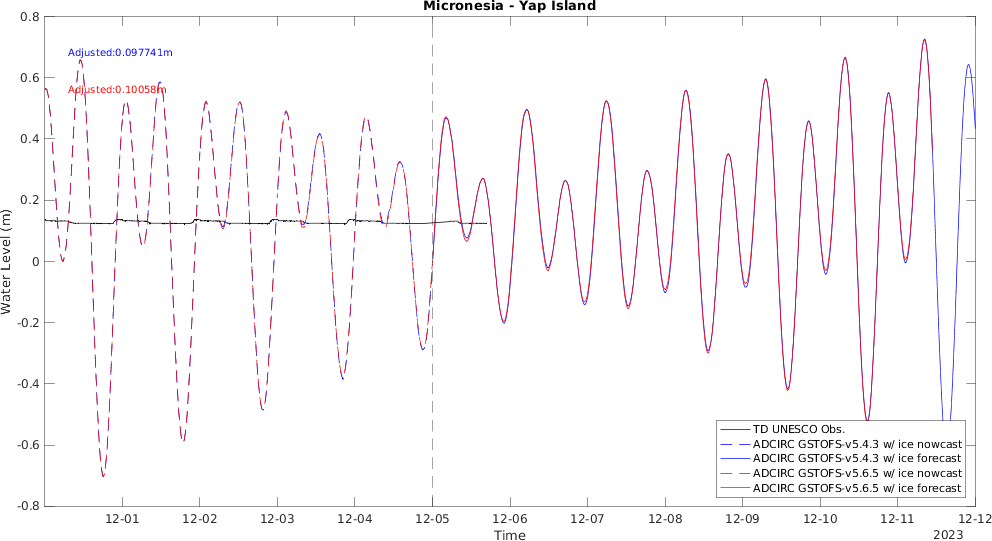 Micronesia - Yap Island
Adjusted:0.097741m
Adjusted:0.10058m
0.8
0.6
0.4
0.2
0
-0.2
-0.4
-0.6
-0.8
Water Level (m)
TD UNESCO Obs.
ADCIRC GSTOFS-v5.4.3 w/ ice nowcast
ADCIRC GSTOFS-v5.4.3 w/ ice forecast
ADCIRC GSTOFS-v5.6.5 w/ ice nowcast
ADCIRC GSTOFS-v5.6.5 w/ ice forecast
12-01 12-02 12-03 12-04 12-05 12-06 12-07 12-08 12-09 12-10 12-11 12-12
Time
2023